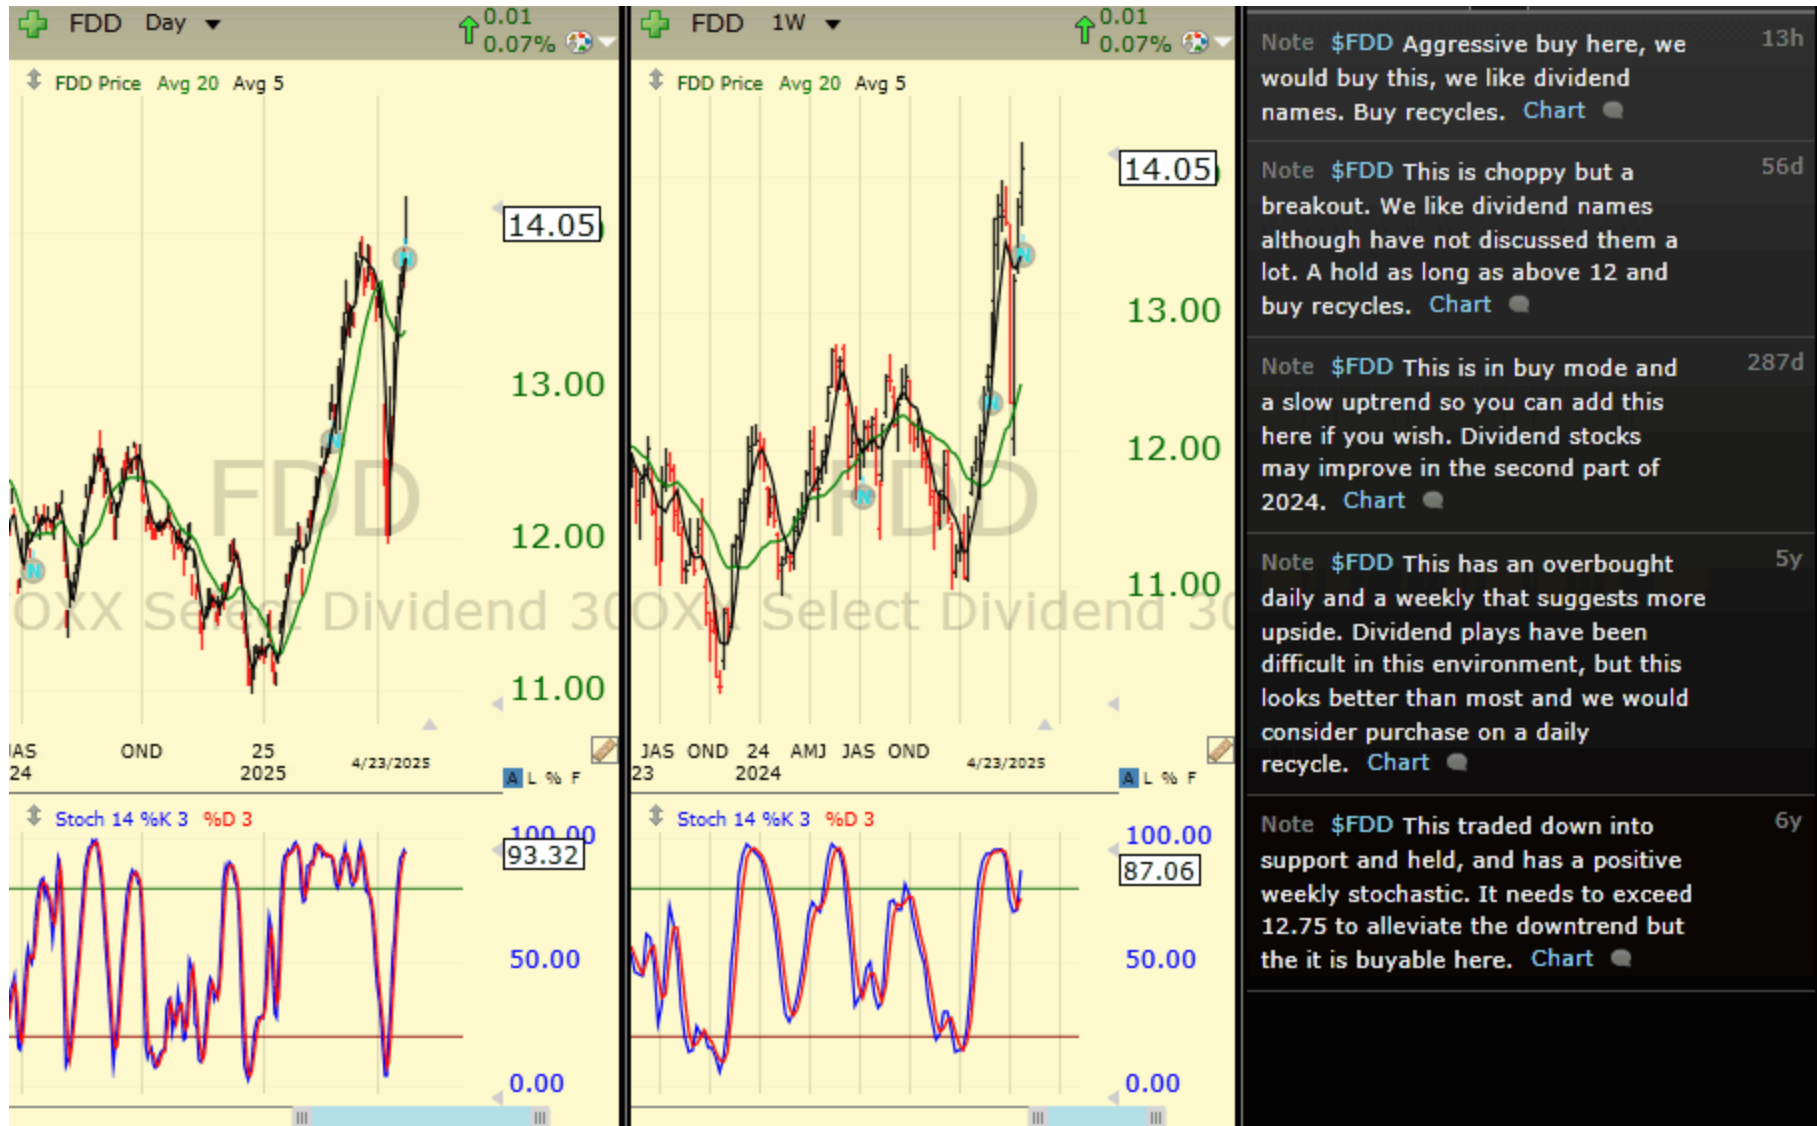 FDD Day
0.01
0.07%
FDD Price Avg 20 Avg 5
14.05
13.00
12.00
11.00
FDD
OXX Select Dividend 30
JAS OND 25
24 2025 4/23/2025
A L % F
Stoch 14 %K 3 %D 3
100.00
93.32
50.00
0.00
FDD 1W
0.01
0.07%
FDD Price Avg 20 Avg 5
14.05
13.00
12.00
11.00
FDD
OXX Select Dividend 30
JAS OND 24 AMJ JAS OND
23 2024 4/23/2025
A L % F
Stoch 14 %K 3 %D 3
100.00
87.06
50.00
0.00
Note $FDD Aggressive buy here, we 13h
would buy this, we like dividend
names. Buy recycles. Chart
Note $FDD This is choppy but a 56d
breakout. We like dividend names
although have not discussed them a
lot. A hold as long as above 12 and
buy recycles. Chart
Note $FDD This is in buy mode and 287d
a slow uptrend so you can add this
here if you wish. Dividend stocks
may improve in the second part of
2024. Chart
Note $FDD This has an overbought 5y
daily and a weekly that suggests more
upside. Dividend plays have been
difficult in this environment, but this
looks better than most and we would
consider purchase on a daily
recycle. Chart
Note $FDD This traded down into 6y
support and held, and has a positive
weekly stochastic. It needs to exceed
12.75 to alleviate the downtrend but
the it is buyable here. Chart